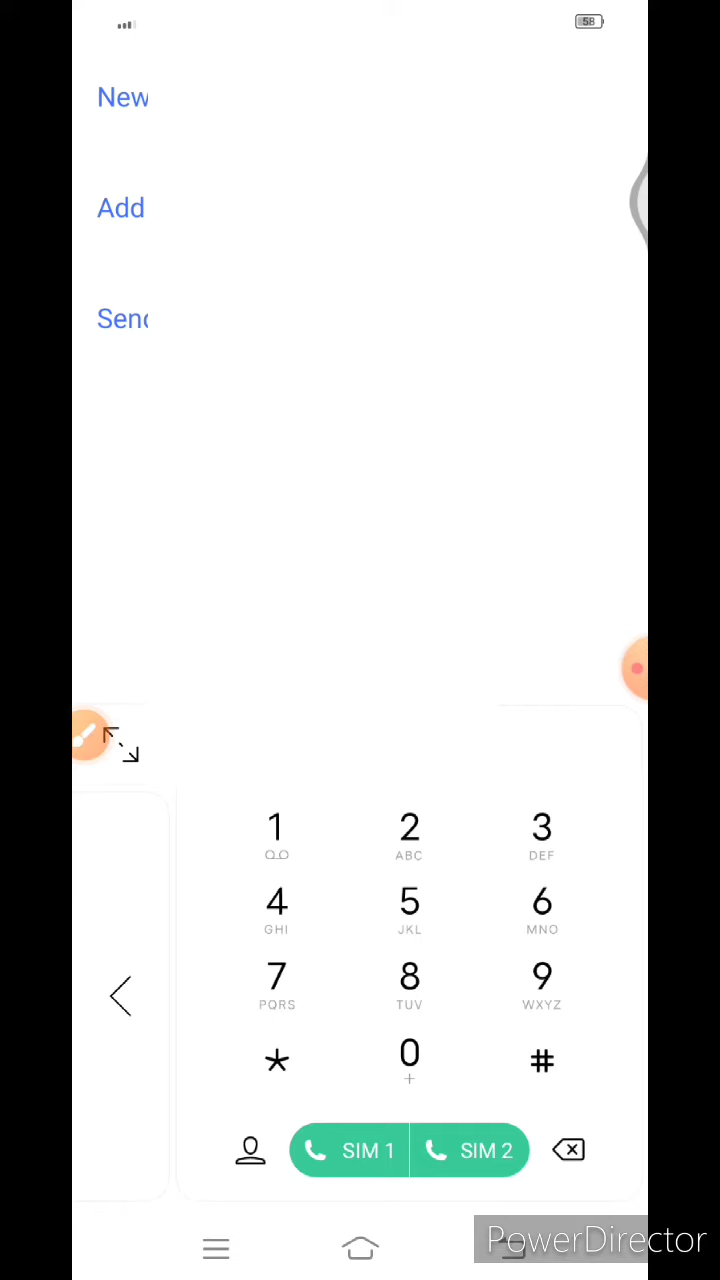 58
New
Add
Send
1 2 3
ABC DEF
4 5 6
GHI JKL MNO
7 8 9
PQRS TUV WXYZ
* 0 #
+
SIM 1 SIM 2
PowerDirector